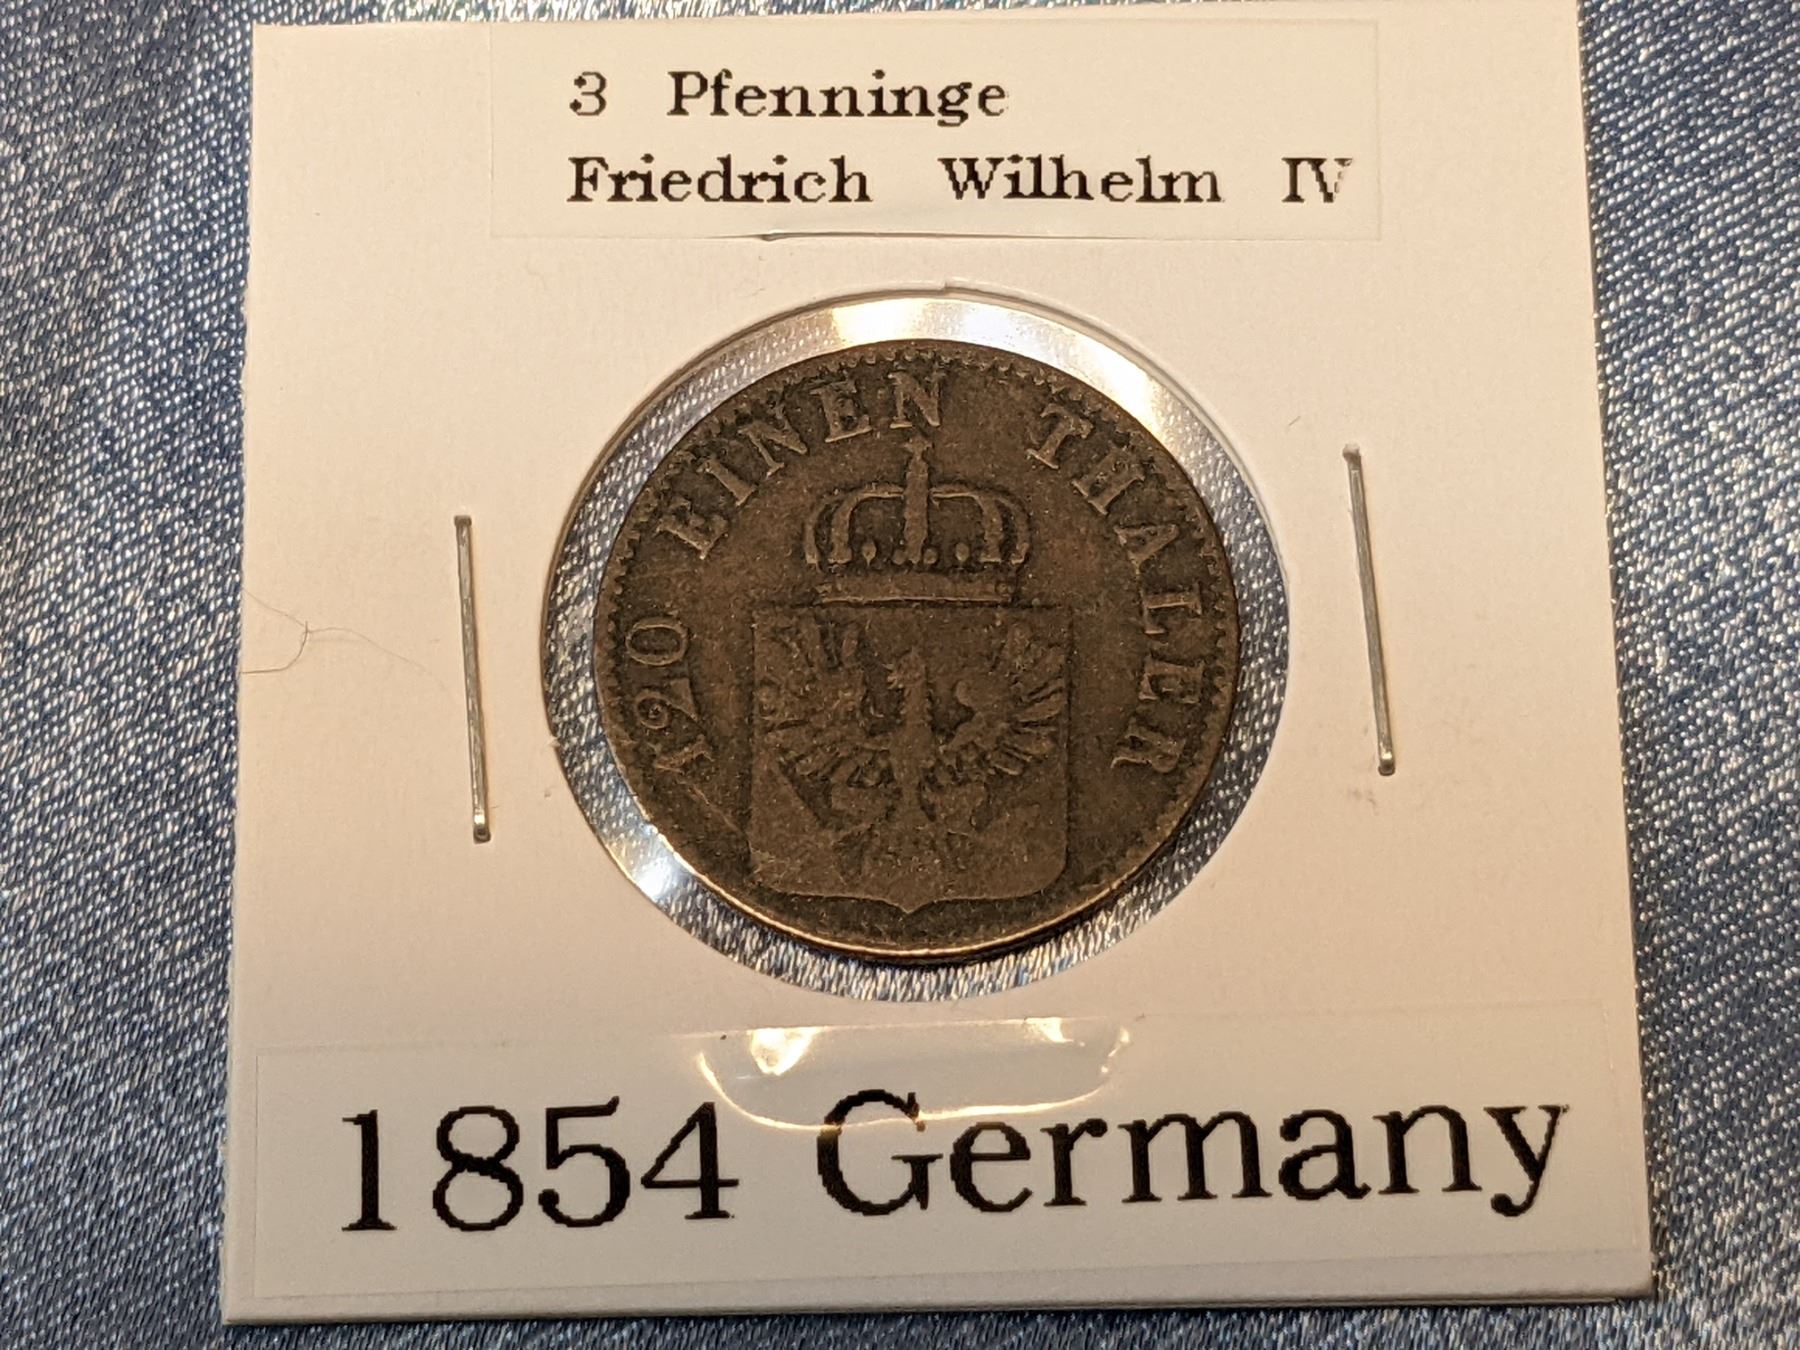 3 Pfenninge
Friedrich Wilhelm IV
120 EINEN THALER
1854 Germany